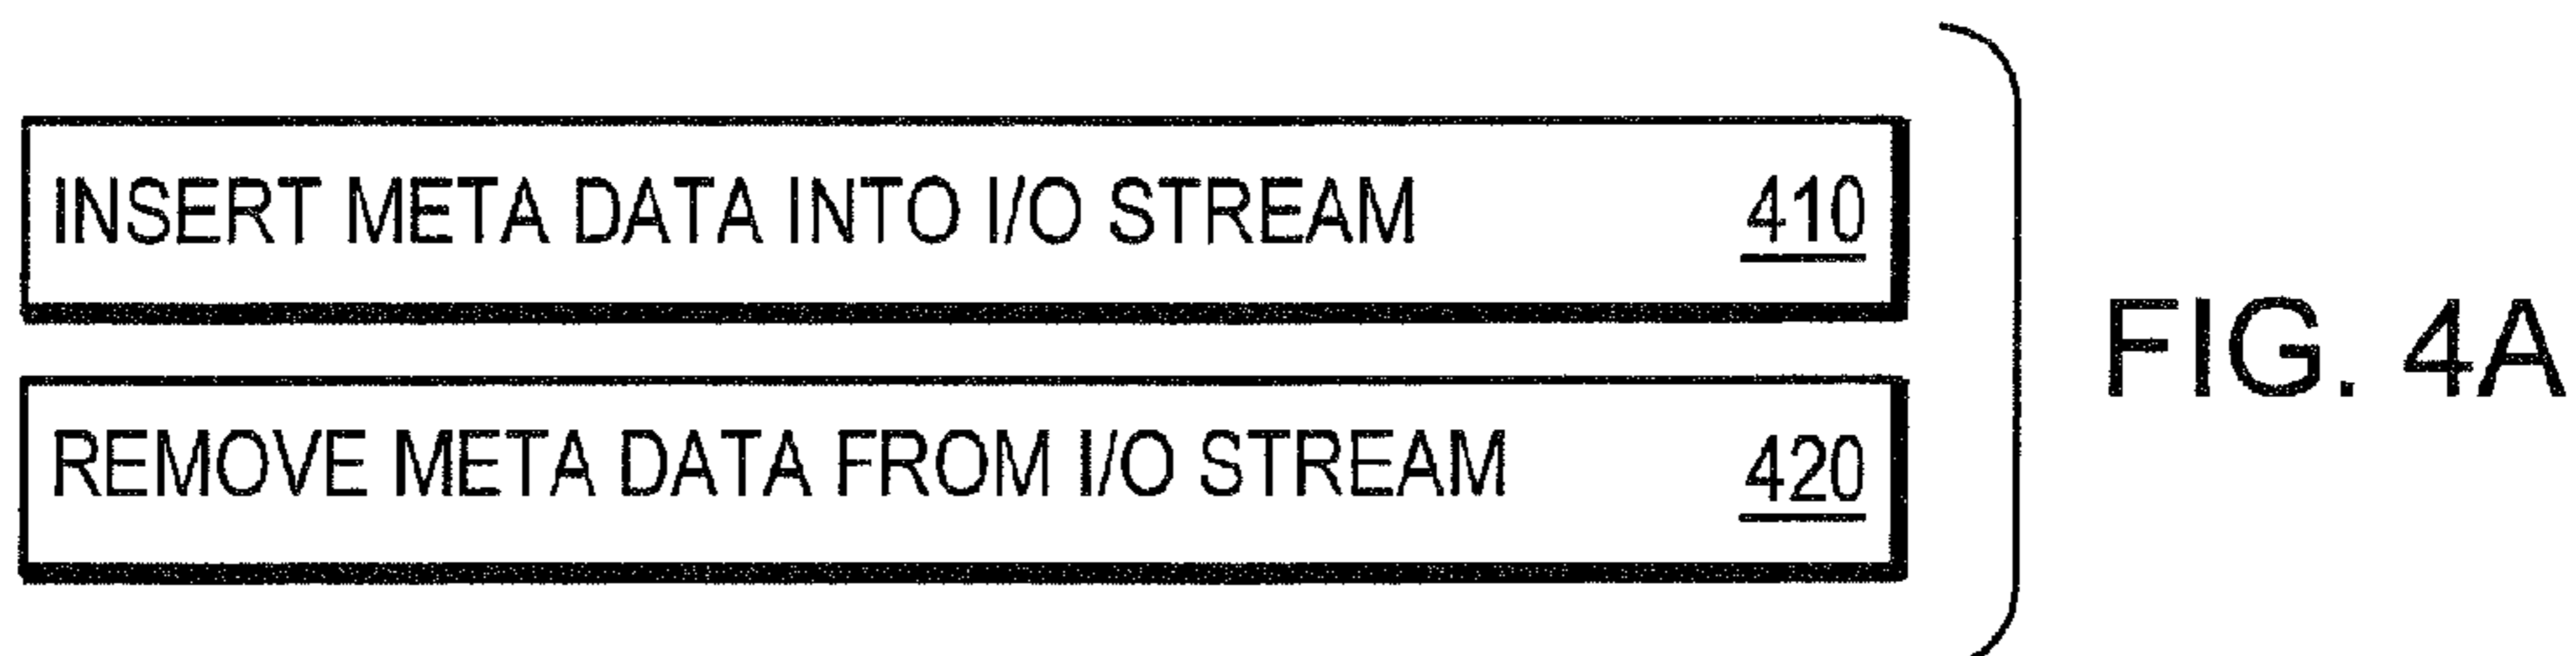 INSERT META DATA INTO I/O STREAM 410
REMOVE META DATA FROM I/O STREAM 420
FIG. 4A